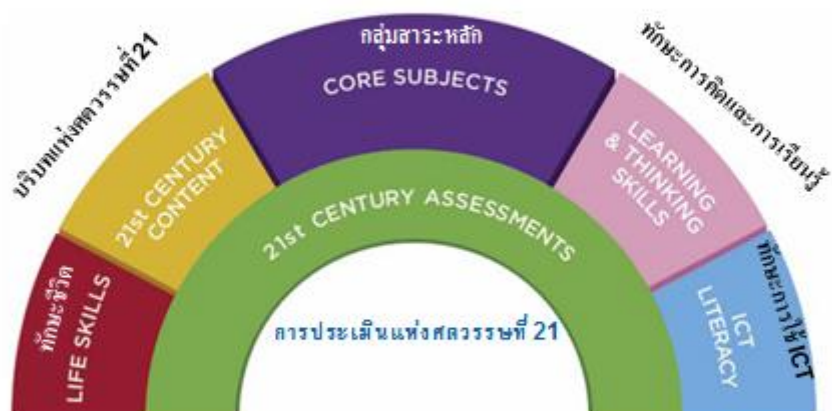 บริบทแห่งศตวรรษที่ 21
กลุ่มสาระหลัก
ทักษะการคิดและการเรียนรู้
CORE SUBJECTS
21st CENTURY
CONTENT
LEARNING
& THINKING
SKILLS
21st CENTURY ASSESSMENTS
ทักษะชีวิต
LIFE SKILLS
การประเมินแห่งศตวรรษที่ 21
ICT
LITERACY
ทักษะการใช้ ICT